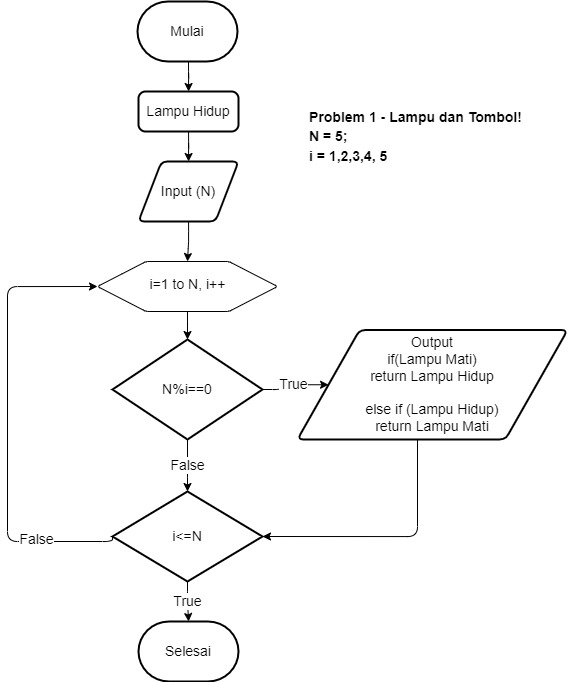 Mulai
Lampu Hidup
Problem 1 - Lampu dan Tombol!
N = 5;
i = 1,2,3,4, 5
Input (N)
i=1 to N, i++
N%i==0
True
Output
if(Lampu Mati)
return Lampu Hidup
else if (Lampu Hidup)
return Lampu Mati
False
i<=N
False
True
Selesai